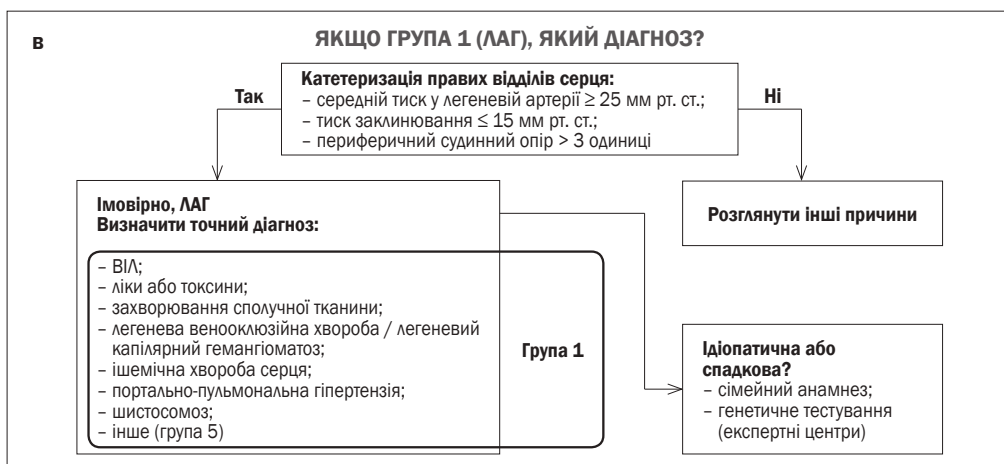 В
ЯКЩО ГРУПА 1 (ЛАГ), ЯКИЙ ДІАГНОЗ?
Катетеризація правих відділів серця:
– середній тиск у легеневій артерії ≥ 25 мм рт. ст.;
– тиск заклинювання ≤ 15 мм рт. ст.;
– периферичний судинний опір > 3 одиниці
Так
Ні
Імовірно, ЛАГ
Визначити точний діагноз:
– ВІЛ;
– ліки або токсини;
– захворювання сполучної тканини;
– легенева венооклюзійна хвороба / легеневий
капілярний гемангіоматоз;
– ішемічна хвороба серця;
– портально-пульмональна гіпертензія;
– шистосомоз;
– інше (група 5)
Група 1
Розглянути інші причини
Ідіопатична або
спадкова?
– сімейний анамнез;
– генетичне тестування
(експертні центри)